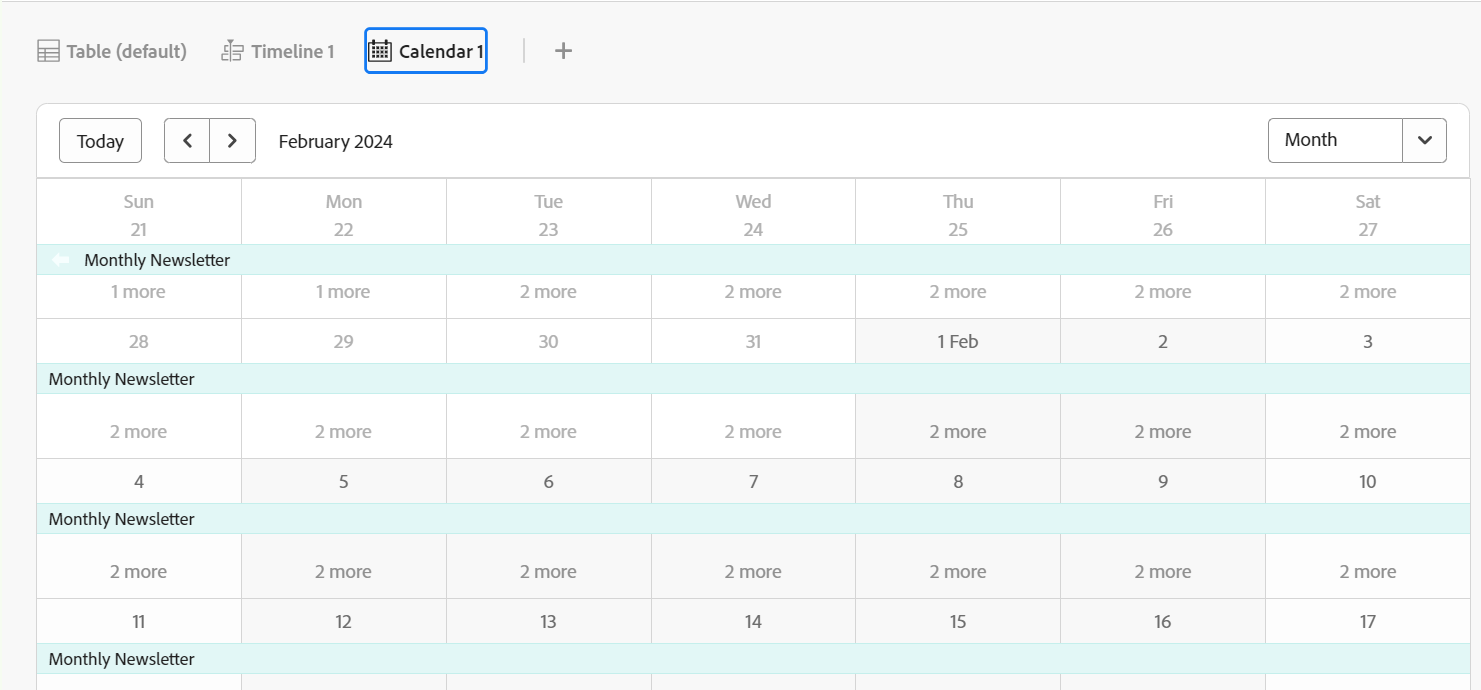 Table (default) Timeline 1 Calendar 1
Today February 2024 Month
Sun Mon Tue Wed Thu Fri Sat
21 22 23 24 25 26 27
Monthly Newsletter
1 more 1 more 2 more 2 more 2 more 2 more 2 more
28 29 30 31 1 Feb 2 3
Monthly Newsletter
2 more 2 more 2 more 2 more 2 more 2 more 2 more
4 5 6 7 8 9 10
Monthly Newsletter
2 more 2 more 2 more 2 more 2 more 2 more 2 more
11 12 13 14 15 16 17
Monthly Newsletter